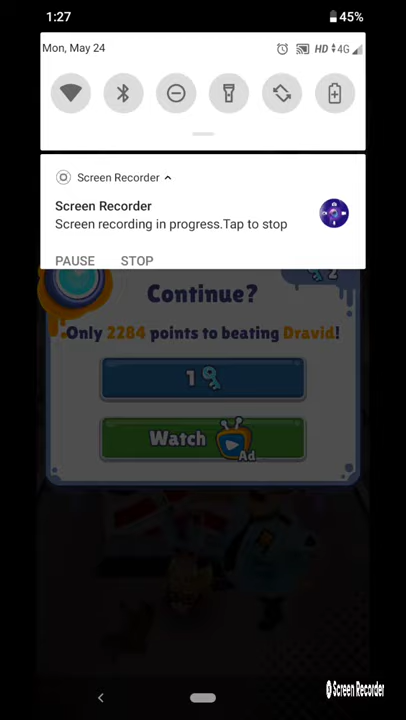 1:27
45%
Mon, May 24
HD 4G
Screen Recorder
Screen Recorder
Screen recording in progress.Tap to stop
PAUSE STOP
Continue?
Only 2284 points to beating Dravid!
1
Watch
Ad
Screen Recorder